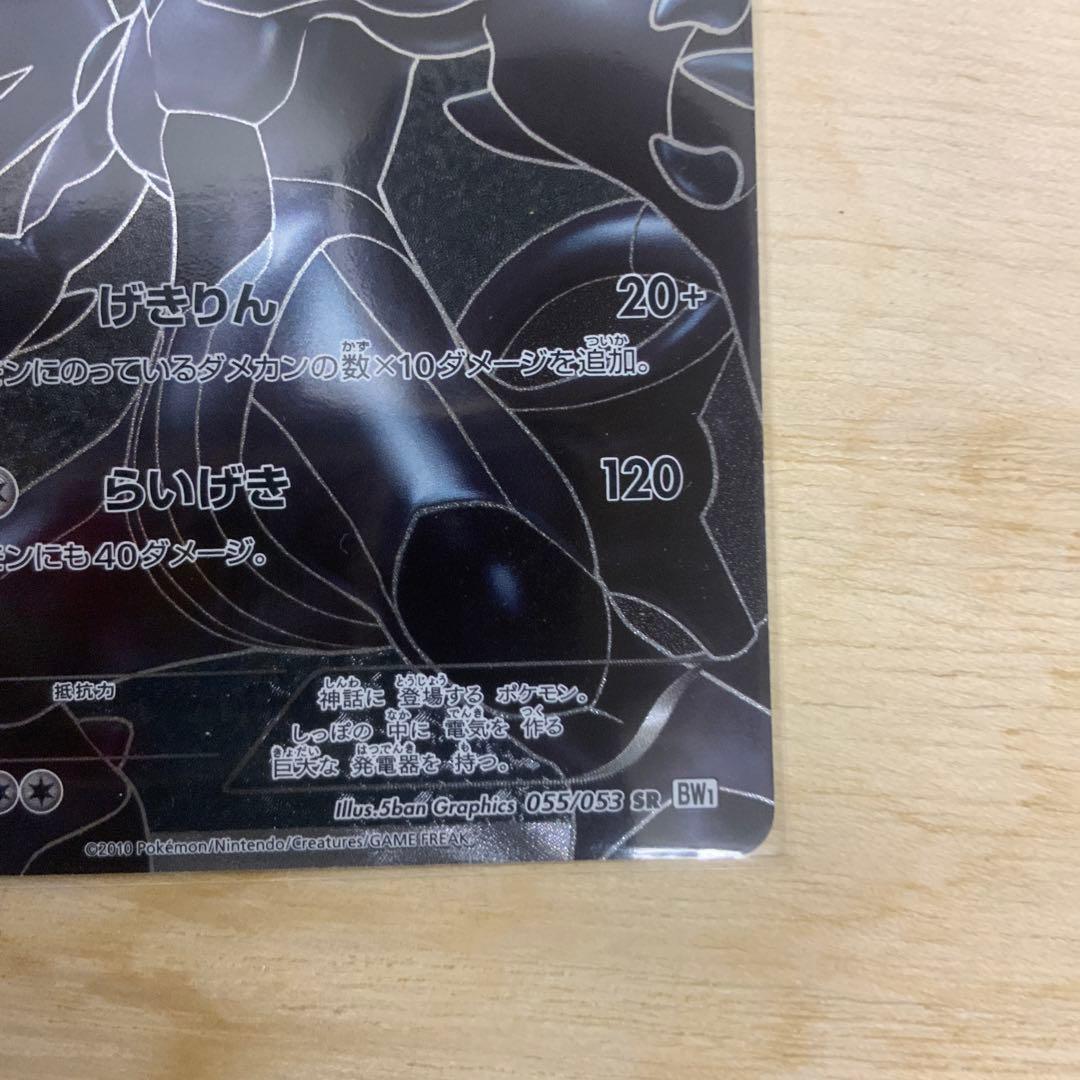 げきりん 20+
モンにのっているダメカンの数×10ダメージを追加。
らいげき 120
モンにも40ダメージ。
抵抗力
神話に 登場する ポケモン。
しっぽの 中に 電気を 作る
巨大な 発電器を 持つ。
Illus.5ban Graphics 055/053 SR BW1
©2010 Pokémon/Nintendo/Creatures/GAME FREAK.